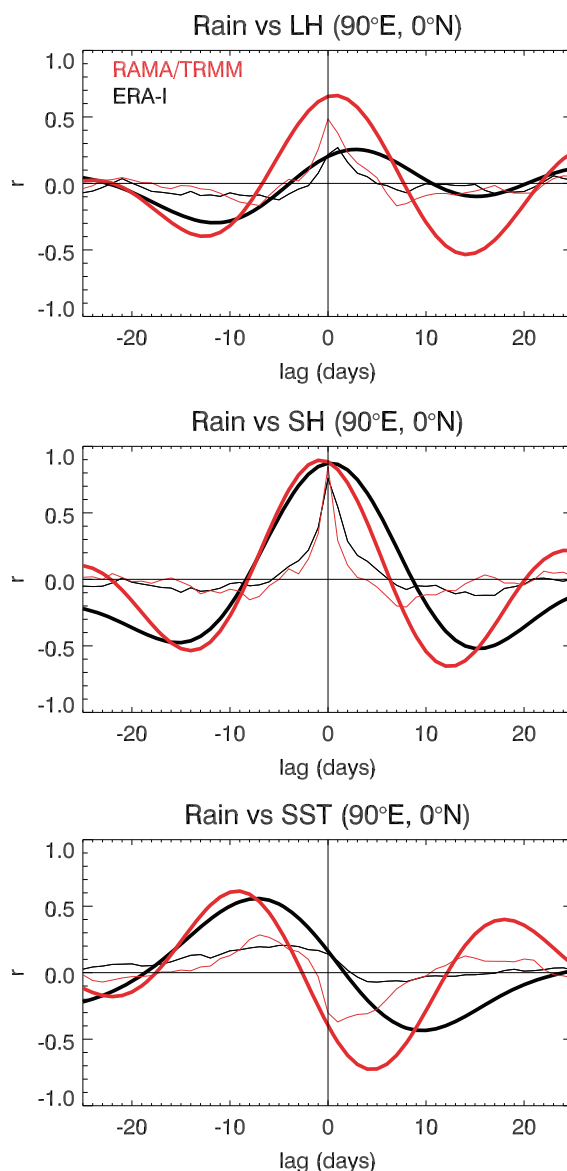 Rain vs LH (90°E, 0°N)
RAMA/TRMM
ERA-I
1.0
0.5
0.0
-0.5
-1.0
r
-20 -10 0 10 20
lag (days)
Rain vs SH (90°E, 0°N)
1.0
0.5
0.0
-0.5
-1.0
r
-20 -10 0 10 20
lag (days)
Rain vs SST (90°E, 0°N)
1.0
0.5
0.0
-0.5
-1.0
r
-20 -10 0 10 20
lag (days)